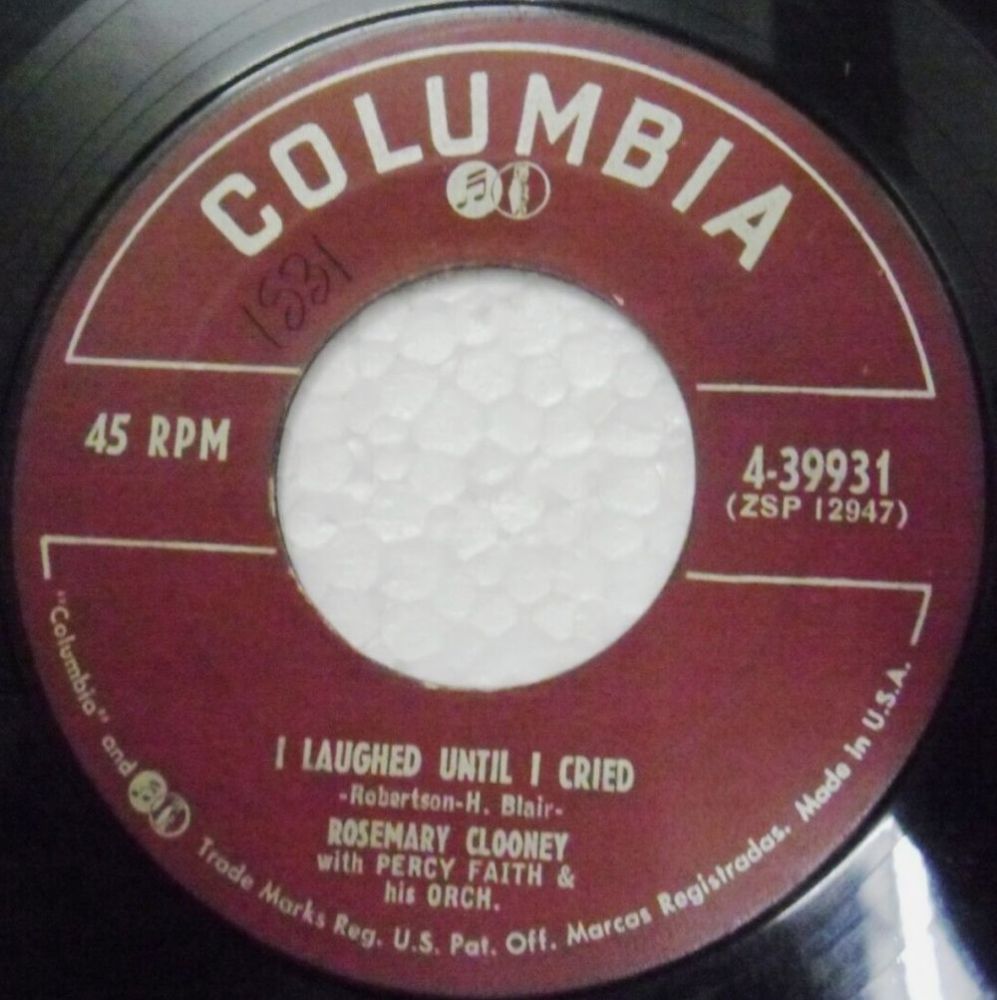 COLUMBIA
1531
45 RPM
4-39931
(ZSP 12947)
I LAUGHED UNTIL I CRIED
-Robertson-H. Blair-
ROSEMARY CLOONEY
with PERCY FAITH &
his ORCH.
"Columbia" and Trade Marks Reg. U.S. Pat. Off. Marcas Registradas. Made in U.S.A.